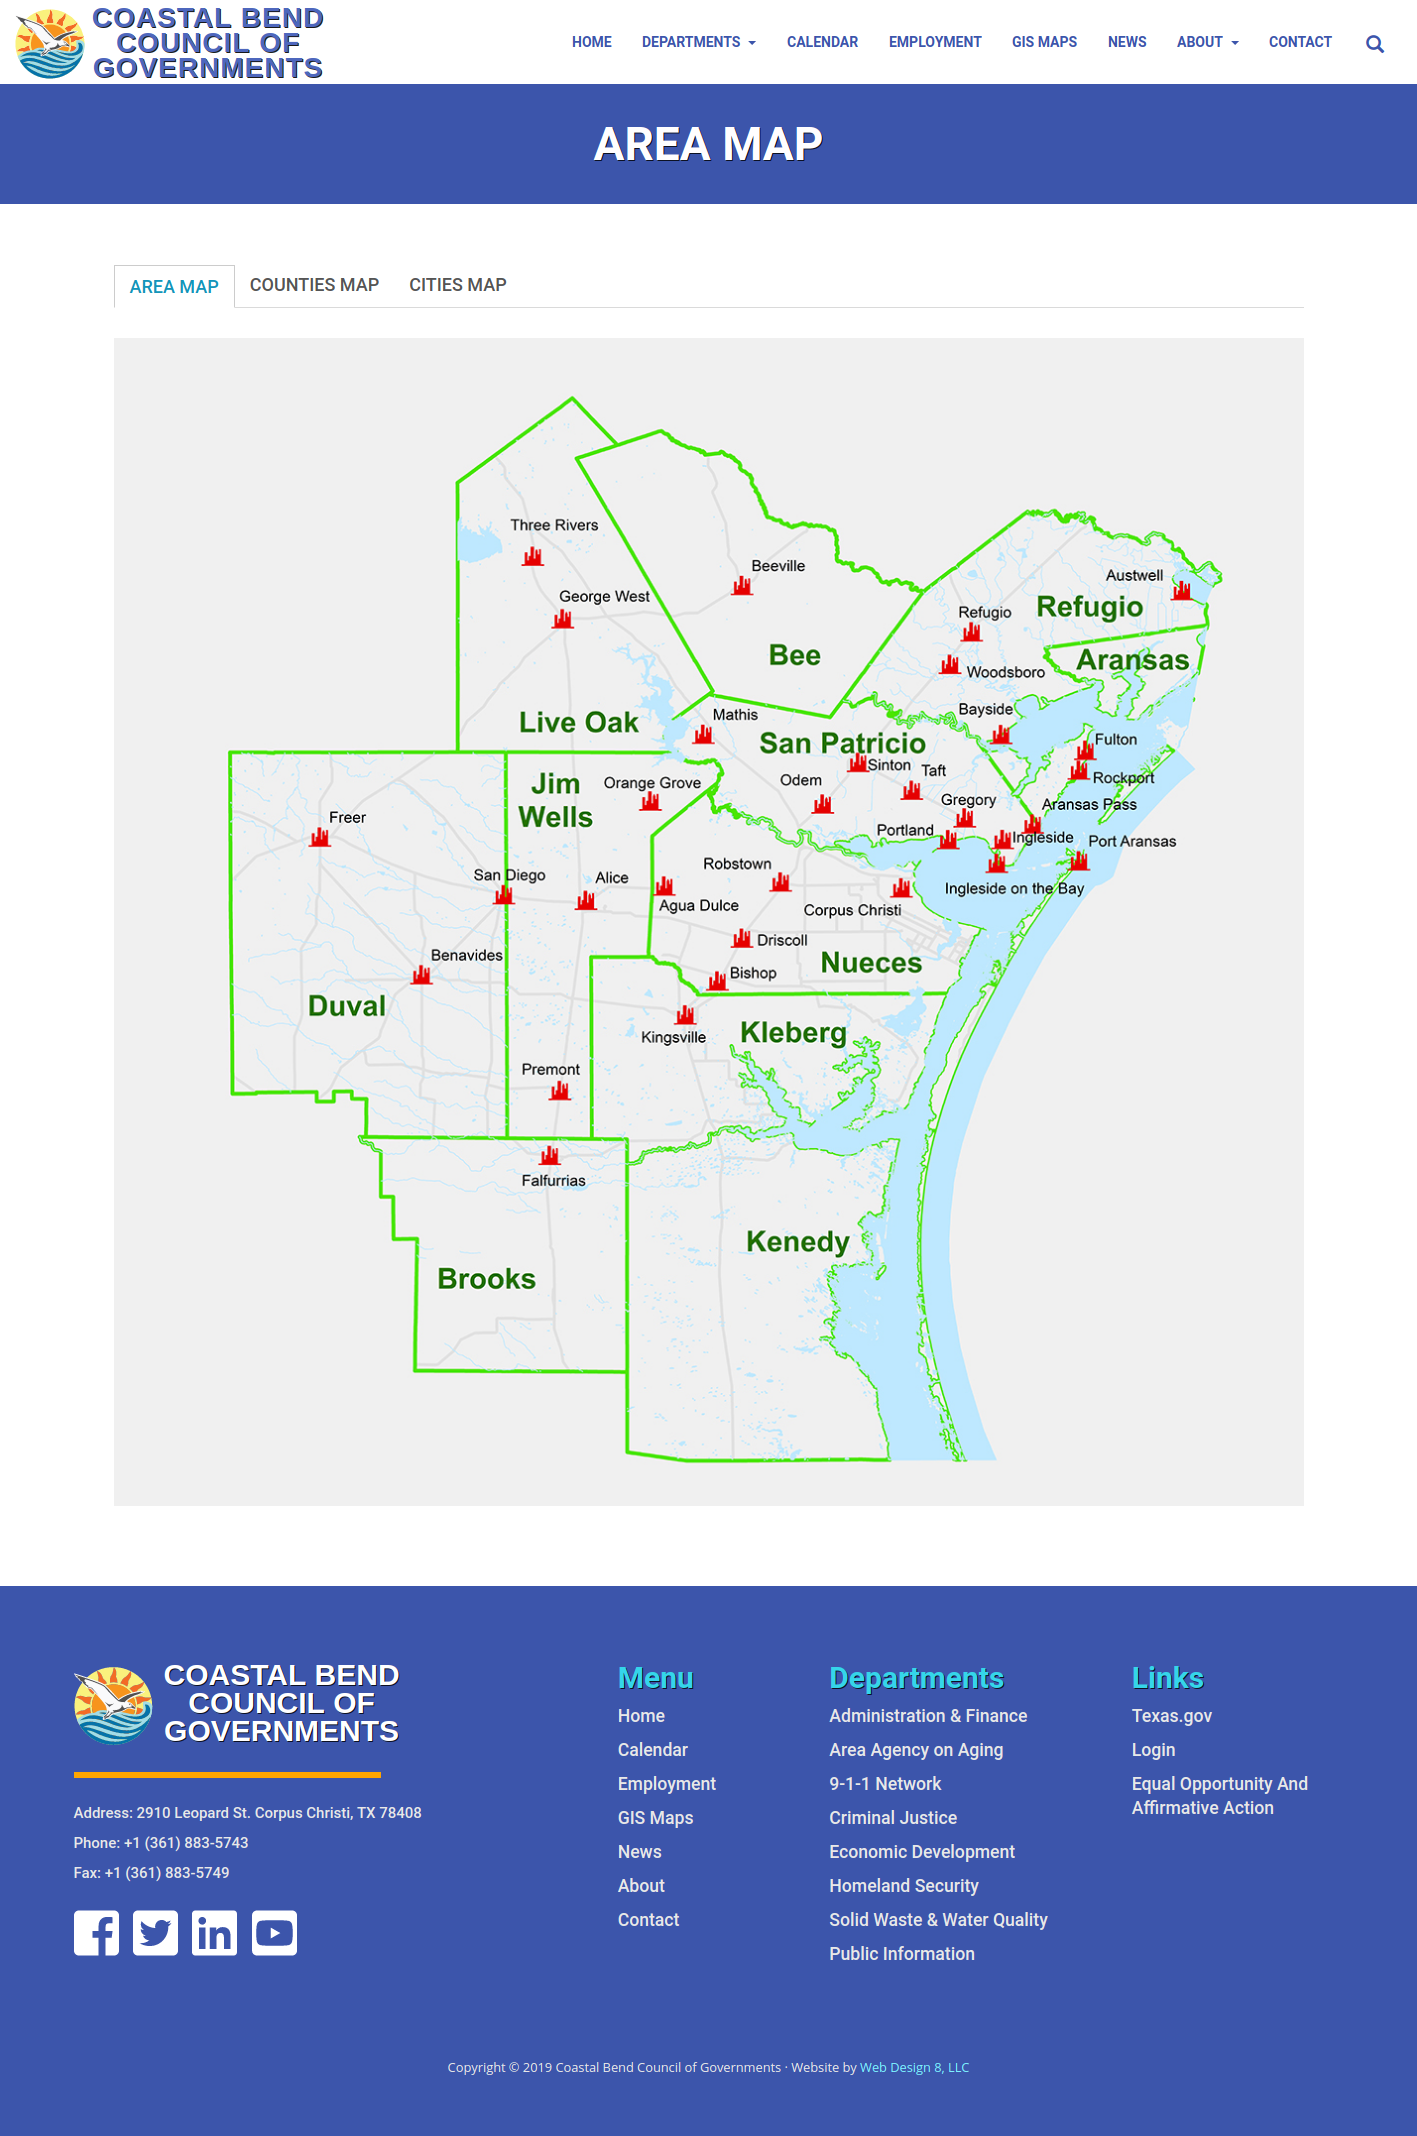 COASTAL BEND
COUNCIL OF
GOVERNMENTS
HOME DEPARTMENTS CALENDAR EMPLOYMENT GIS MAPS NEWS ABOUT CONTACT
AREA MAP
AREA MAP COUNTIES MAP CITIES MAP
Three Rivers
Beeville
Austwell
George West
Refugio
Refugio
Bee
Aransas
Woodsboro
Bayside
Mathis
Live Oak
San Patricio
Fulton
Sinton
Taft
Rockport
Odem
Jim
Wells
Orange Grove
Gregory
Aransas Pass
Freer
Portland
Ingleside
Port Aransas
Robstown
San Diego
Alice
Ingleside on the Bay
Agua Dulce
Corpus Christi
Driscoll
Benavides
Nueces
Bishop
Duval
Kleberg
Kingsville
Premont
Falfurrias
Kenedy
Brooks
COASTAL BEND
COUNCIL OF
GOVERNMENTS
Address: 2910 Leopard St. Corpus Christi, TX 78408
Phone: +1 (361) 883-5743
Fax: +1 (361) 883-5749
Menu
Home
Calendar
Employment
GIS Maps
News
About
Contact
Departments
Administration & Finance
Area Agency on Aging
9-1-1 Network
Criminal Justice
Economic Development
Homeland Security
Solid Waste & Water Quality
Public Information
Links
Texas.gov
Login
Equal Opportunity And
Affirmative Action
Copyright © 2019 Coastal Bend Council of Governments · Website by Web Design 8, LLC